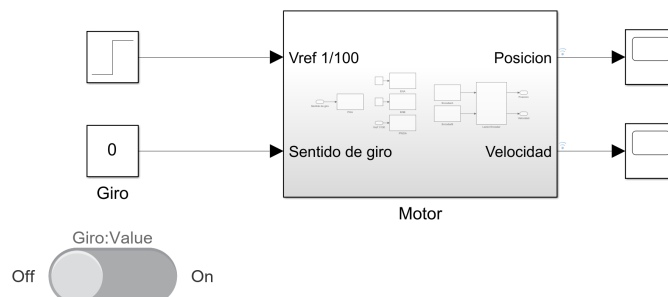 Vref 1/100
Posicion
0
Sentido de giro
Velocidad
Giro
Motor
Giro:Value
Off
On